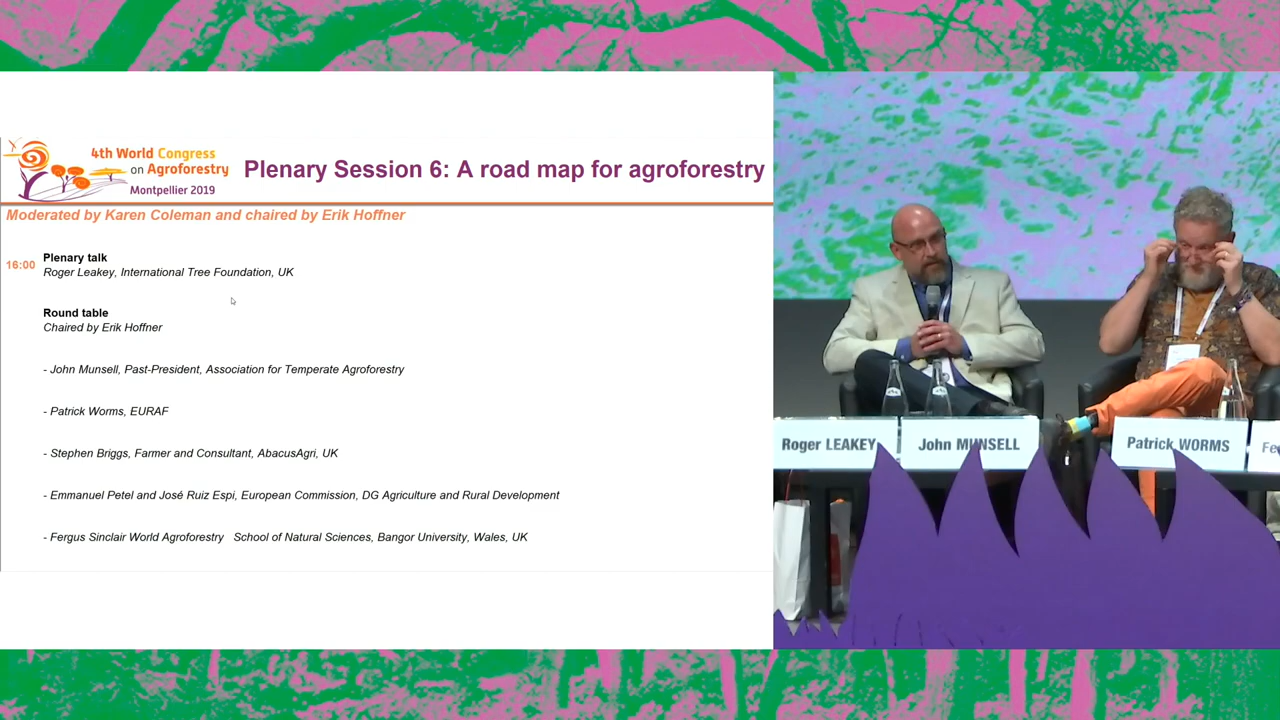 4th World Congress
on Agroforestry
Montpellier 2019
Plenary Session 6: A road map for agroforestry
Moderated by Karen Coleman and chaired by Erik Hoffner
16:00
Plenary talk
Roger Leakey, International Tree Foundation, UK
Round table
Chaired by Erik Hoffner
- John Munsell, Past-President, Association for Temperate Agroforestry
- Patrick Worms, EURAF
- Stephen Briggs, Farmer and Consultant, AbacusAgri, UK
- Emmanuel Petel and José Ruiz Espi, European Commission, DG Agriculture and Rural Development
- Fergus Sinclair World Agroforestry School of Natural Sciences, Bangor University, Wales, UK
Roger LEAKEY
John MUNSELL
Patrick WORMS